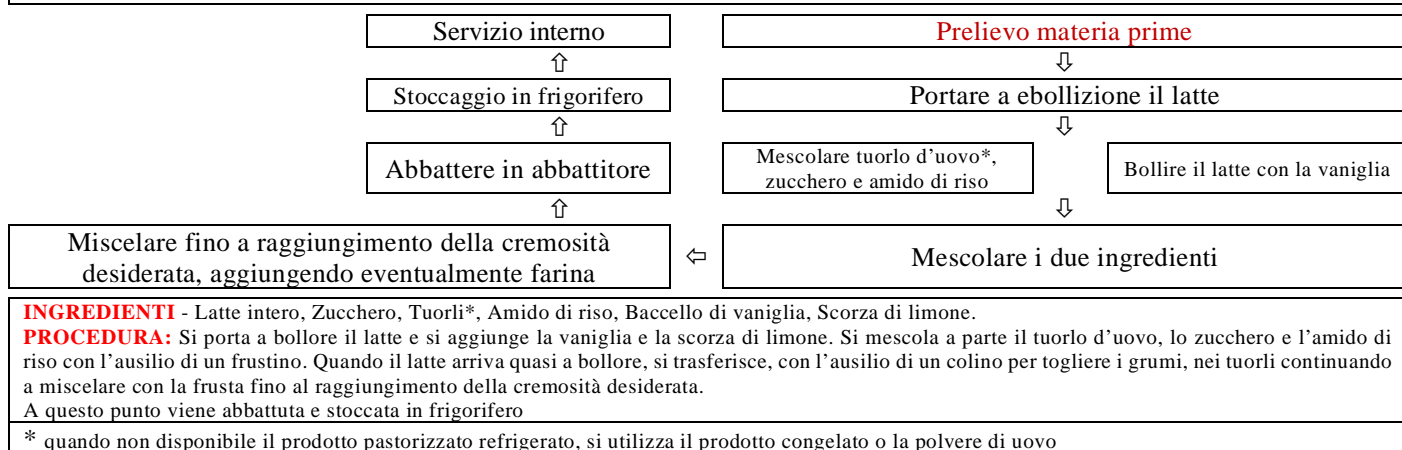 Servizio interno
Prelievo materia prime
⇧
⇩
Stoccaggio in frigorifero
Portare a ebollizione il latte
⇧
⇩
Abbattere in abbattitore
Mescolare tuorlo d’uovo*,
zucchero e amido di riso
Bollire il latte con la vaniglia
⇧
⇩
Miscelare fino a raggiungimento della cremosità
desiderata, aggiungendo eventualmente farina
⇦
Mescolare i due ingredienti
INGREDIENTI - Latte intero, Zucchero, Tuorli*, Amido di riso, Baccello di vaniglia, Scorza di limone.
PROCEDURA: Si porta a bollore il latte e si aggiunge la vaniglia e la scorza di limone. Si mescola a parte il tuorlo d’uovo, lo zucchero e l’amido di
riso con l’ausilio di un frustino. Quando il latte arriva quasi a bollore, si trasferisce, con l’ausilio di un colino per togliere i grumi, nei tuorli continuando
a miscelare con la frusta fino al raggiungimento della cremosità desiderata.
A questo punto viene abbattuta e stoccata in frigorifero
* quando non disponibile il prodotto pastorizzato refrigerato, si utilizza il prodotto congelato o la polvere di uovo